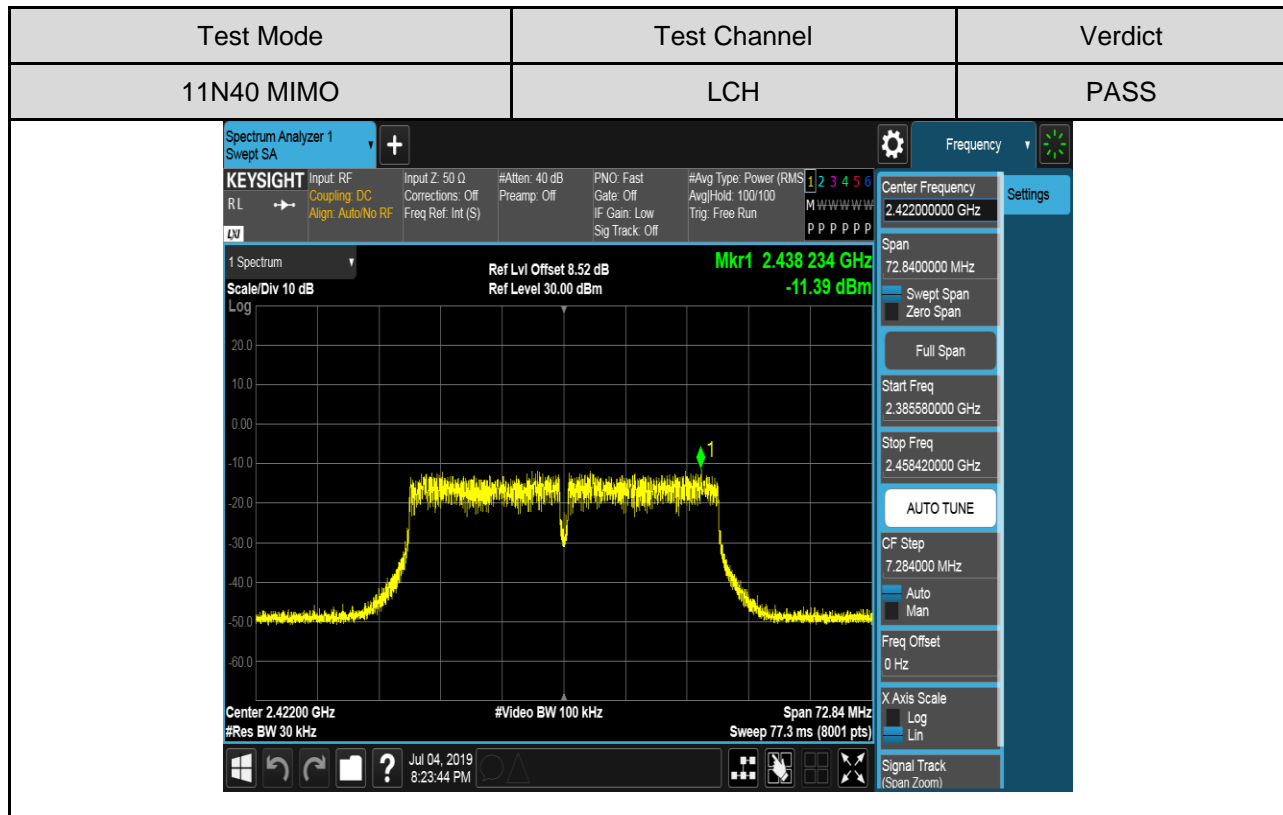 Test Mode Test Channel Verdict
11N40 MIMO LCH PASS
Spectrum Analyzer 1
Swept SA
+
Frequency
KEYSIGHT
RL
LXI
Input: RF
Coupling: DC
Align: Auto/No RF
Input Z: 50 Ω
Corrections: Off
Freq Ref: Int (S)
#Atten: 40 dB
Preamp: Off
PNO: Fast
Gate: Off
IF Gain: Low
Sig Track: Off
#Avg Type: Power (RMS
Avg|Hold: 100/100
Trig: Free Run
1 2 3 4 5 6
M W W W W W
P P P P P P
1 Spectrum
Scale/Div 10 dB
Ref Lvl Offset 8.52 dB
Ref Level 30.00 dBm
Mkr1 2.438 234 GHz
-11.39 dBm
Log
20.0
10.0
0.00
-10.0
-20.0
-30.0
-40.0
-50.0
-60.0
1
Center 2.42200 GHz
#Res BW 30 kHz
#Video BW 100 kHz
Span 72.84 MHz
Sweep 77.3 ms (8001 pts)
?
Jul 04, 2019
8:23:44 PM
Center Frequency
2.422000000 GHz
Span
72.8400000 MHz
Swept Span
Zero Span
Full Span
Start Freq
2.385580000 GHz
Stop Freq
2.458420000 GHz
AUTO TUNE
CF Step
7.284000 MHz
Auto
Man
Freq Offset
0 Hz
X Axis Scale
Log
Lin
Signal Track
(Span Zoom)
Settings